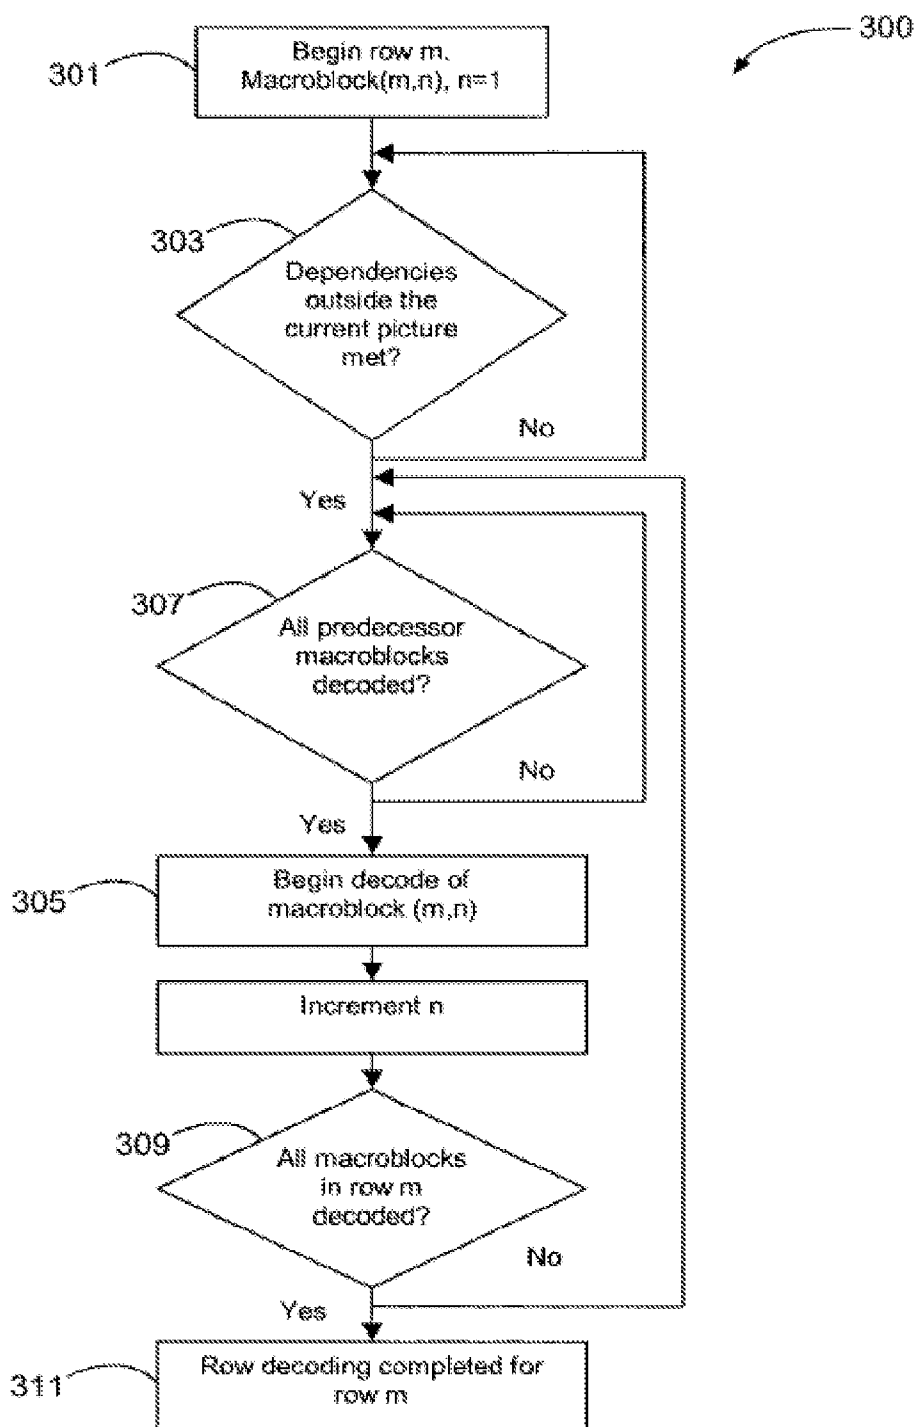 300
301
Begin row m.
Macroblock(m,n), n=1
303
Dependencies
outside the
current picture
met?
No
Yes
307
All predecessor
macroblocks
decoded?
No
Yes
305
Begin decode of
macroblock (m,n)
Increment n
309
All macroblocks
in row m
decoded?
No
Yes
311
Row decoding completed for
row m